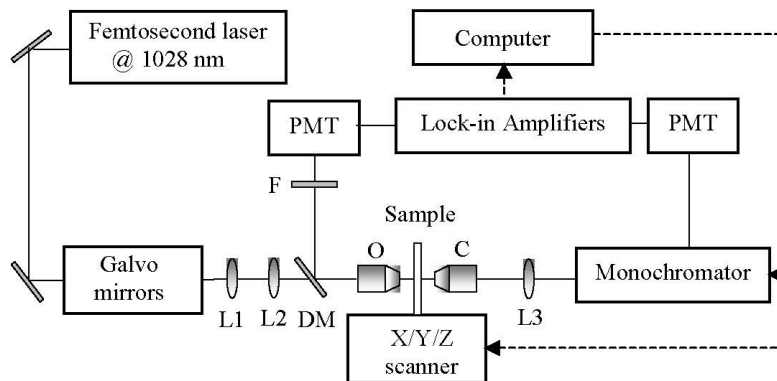 Femtosecond laser
@ 1028 nm
Computer
PMT
Lock-in Amplifiers
PMT
F
Sample
O
C
Galvo
mirrors
Monochromator
L1
L2
DM
L3
X/Y/Z
scanner